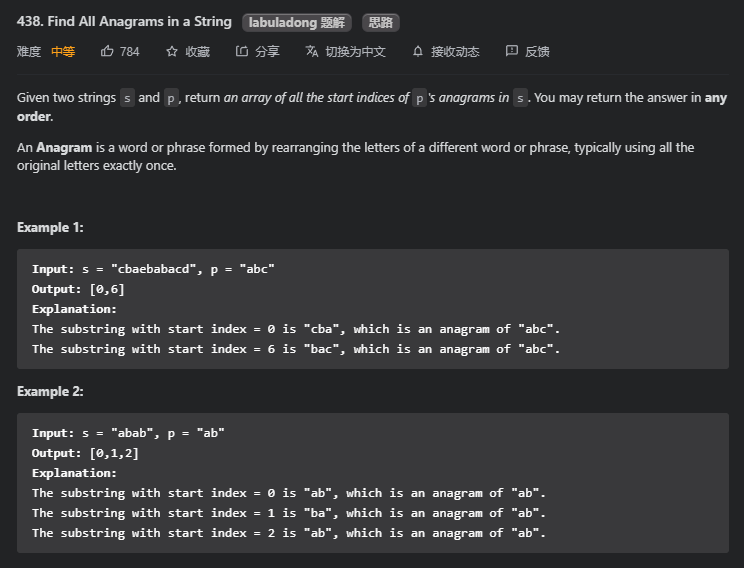 438. Find All Anagrams in a String labuladong 题解 思路
难度 中等 784 收藏 分享 切换为中文 接收动态 反馈
Given two strings s and p, return an array of all the start indices of p's anagrams in s. You may return the answer in any
order.
An Anagram is a word or phrase formed by rearranging the letters of a different word or phrase, typically using all the
original letters exactly once.
Example 1:
Input: s = "cbaebabacd", p = "abc"
Output: [0,6]
Explanation:
The substring with start index = 0 is "cba", which is an anagram of "abc".
The substring with start index = 6 is "bac", which is an anagram of "abc".
Example 2:
Input: s = "abab", p = "ab"
Output: [0,1,2]
Explanation:
The substring with start index = 0 is "ab", which is an anagram of "ab".
The substring with start index = 1 is "ba", which is an anagram of "ab".
The substring with start index = 2 is "ab", which is an anagram of "ab".